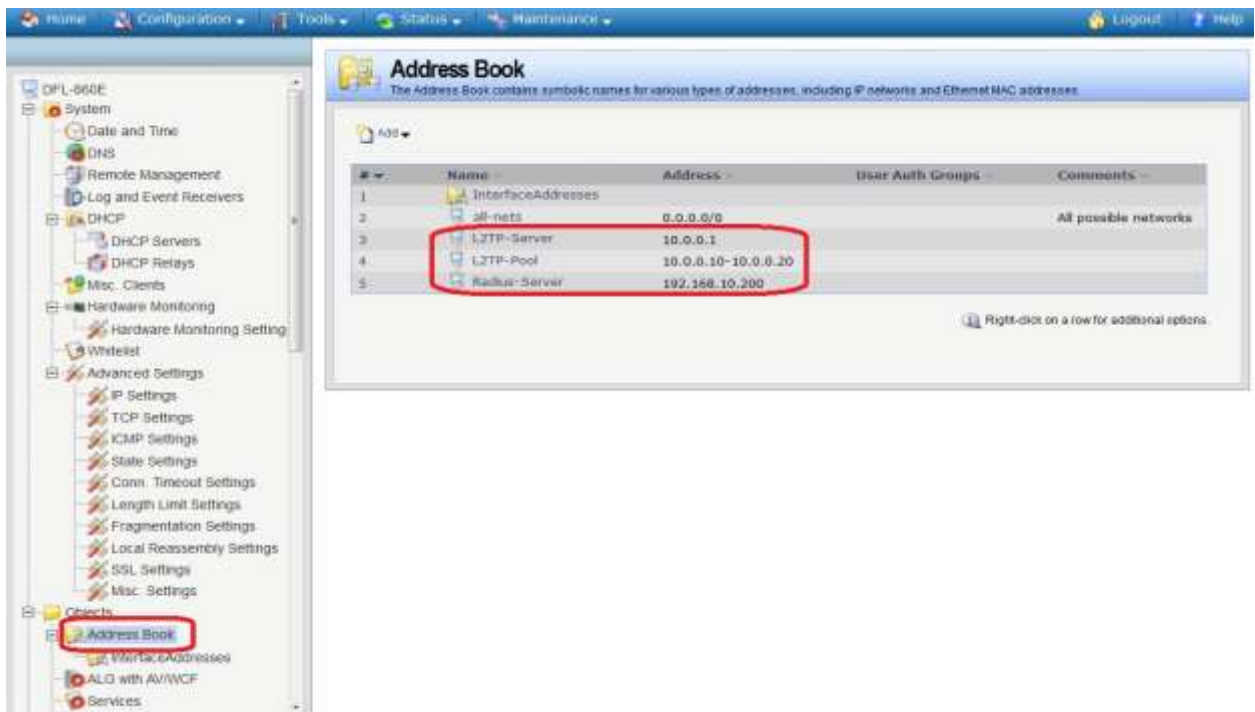 Home Configuration Tools Status Maintenance Logout Help
DFL-860E
System
Date and Time
DNS
Remote Management
Log and Event Receivers
DHCP
DHCP Servers
DHCP Relays
Misc. Clients
Hardware Monitoring
Hardware Monitoring Setting
Whitelist
Advanced Settings
IP Settings
TCP Settings
ICMP Settings
State Settings
Conn. Timeout Settings
Length Limit Settings
Fragmentation Settings
Local Reassembly Settings
SSL Settings
Misc. Settings
Objects
Address Book
InterfaceAddresses
ALG with AV/WCF
Services
Address Book
The Address Book contains symbolic names for various types of addresses, including IP networks and Ethernet MAC addresses.
Add
# Name Address User Auth Groups Comments
1 InterfaceAddresses
2 all-nets 0.0.0.0/0 All possible networks
3 L2TP-Server 10.0.0.1
4 L2TP-Pool 10.0.0.10-10.0.0.20
5 Radius-Server 192.168.10.200
Right-click on a row for additional options.